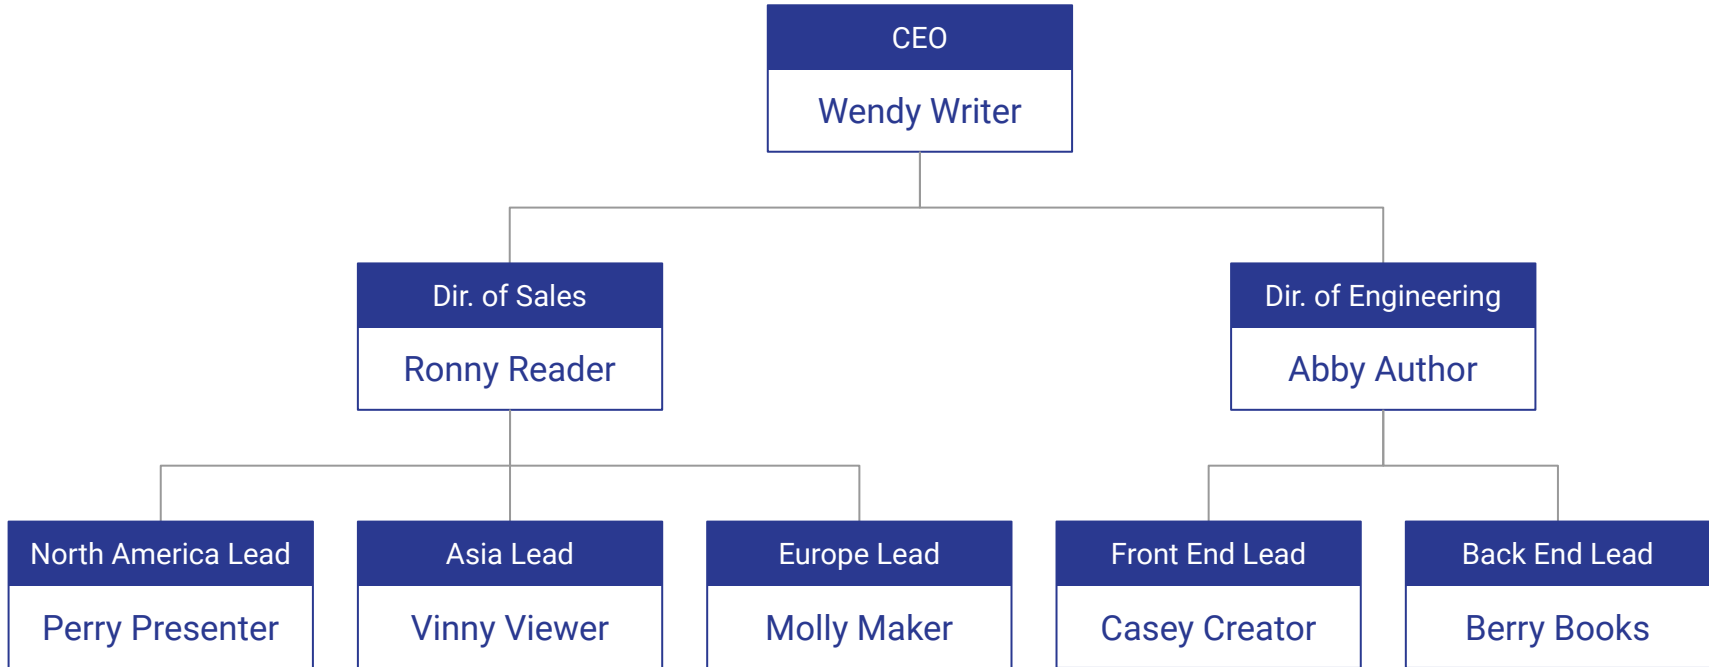 CEO
Wendy Writer
Dir. of Sales
Ronny Reader
Dir. of Engineering
Abby Author
North America Lead
Perry Presenter
Asia Lead
Vinny Viewer
Europe Lead
Molly Maker
Front End Lead
Casey Creator
Back End Lead
Berry Books